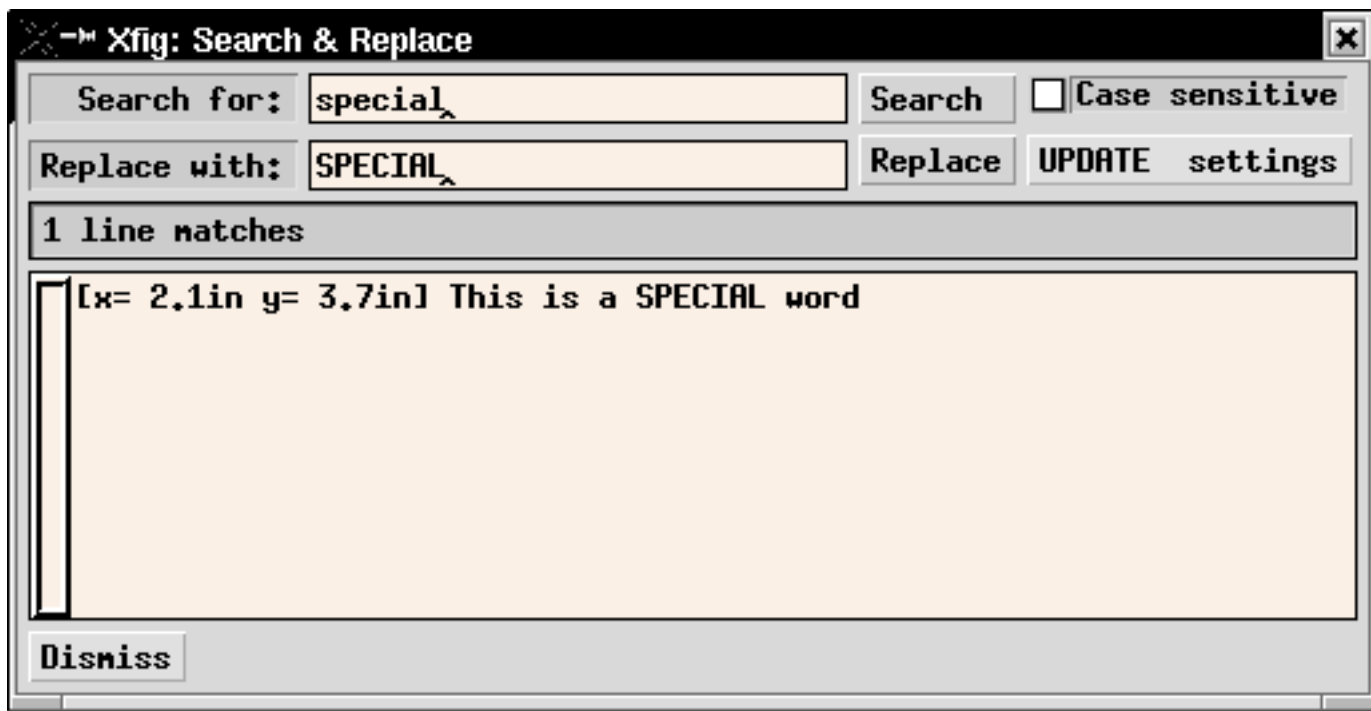 Xfig: Search & Replace
Search for: special Search Case sensitive
Replace with: SPECIAL Replace UPDATE settings
1 line matches
[x= 2.1in y= 3.7in] This is a SPECIAL word
Dismiss